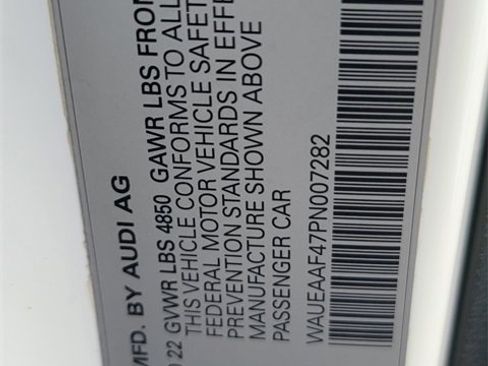 MFD. BY AUDI AG
22 GVWR LBS 4850 GAWR LBS FRON
THIS VEHICLE CONFORMS TO ALL
FEDERAL MOTOR VEHICLE SAFET
PREVENTION STANDARDS IN EFFE
MANUFACTURE SHOWN ABOVE
PASSENGER CAR
WAUEAAF47PN007282